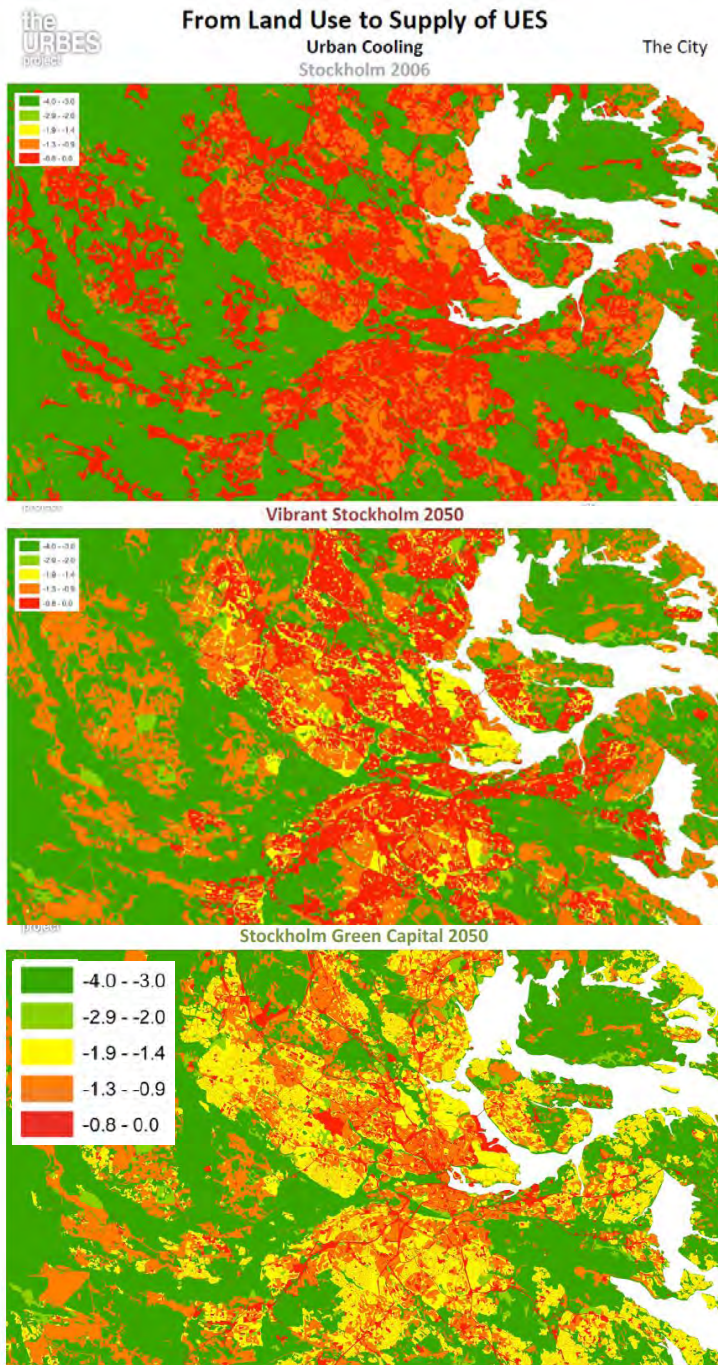 the
URBES
project
From Land Use to Supply of UES
Urban Cooling
The City
Stockholm 2006
-4.0 - -3.0
-2.9 - -2.0
-1.9 - -1.4
-1.3 - -0.9
-0.8 - 0.0
Vibrant Stockholm 2050
-4.0 - -3.0
-2.9 - -2.0
-1.9 - -1.4
-1.3 - -0.9
-0.8 - 0.0
project
Stockholm Green Capital 2050
-4.0 - -3.0
-2.9 - -2.0
-1.9 - -1.4
-1.3 - -0.9
-0.8 - 0.0